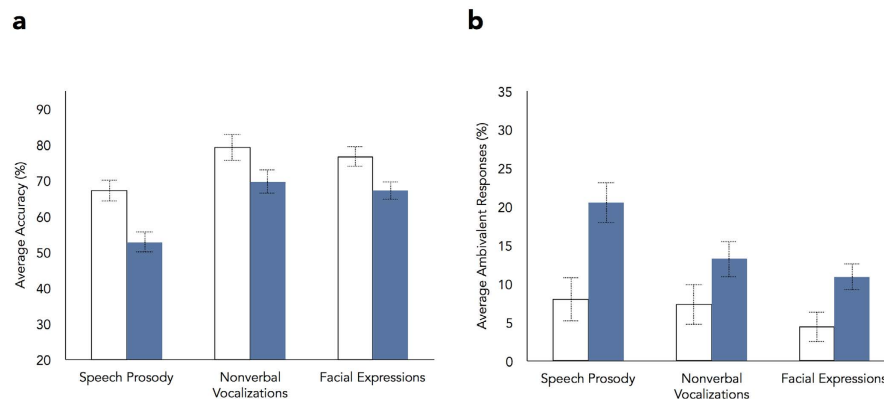 a
Average Accuracy (%)
90
80
70
60
50
40
30
20
Speech Prosody
Nonverbal
Vocalizations
Facial Expressions
b
Average Ambivalent Responses (%)
35
30
25
20
15
10
5
0
Speech Prosody
Nonverbal
Vocalizations
Facial Expressions